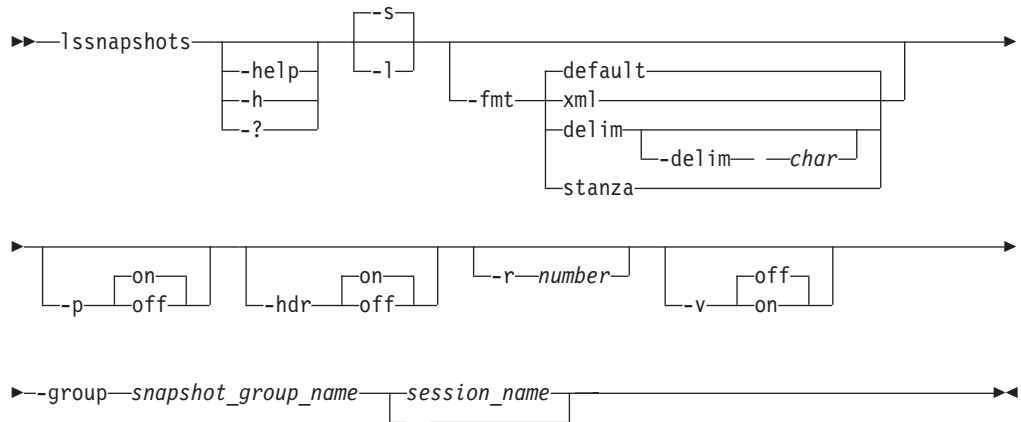 -s
lssnapshots
-help
-h
-?
-l
-fmt
default
xml
delim
-delim char
stanza
-p
on
off
-hdr
on
off
-r number
-v
off
on
-group snapshot_group_name session_name